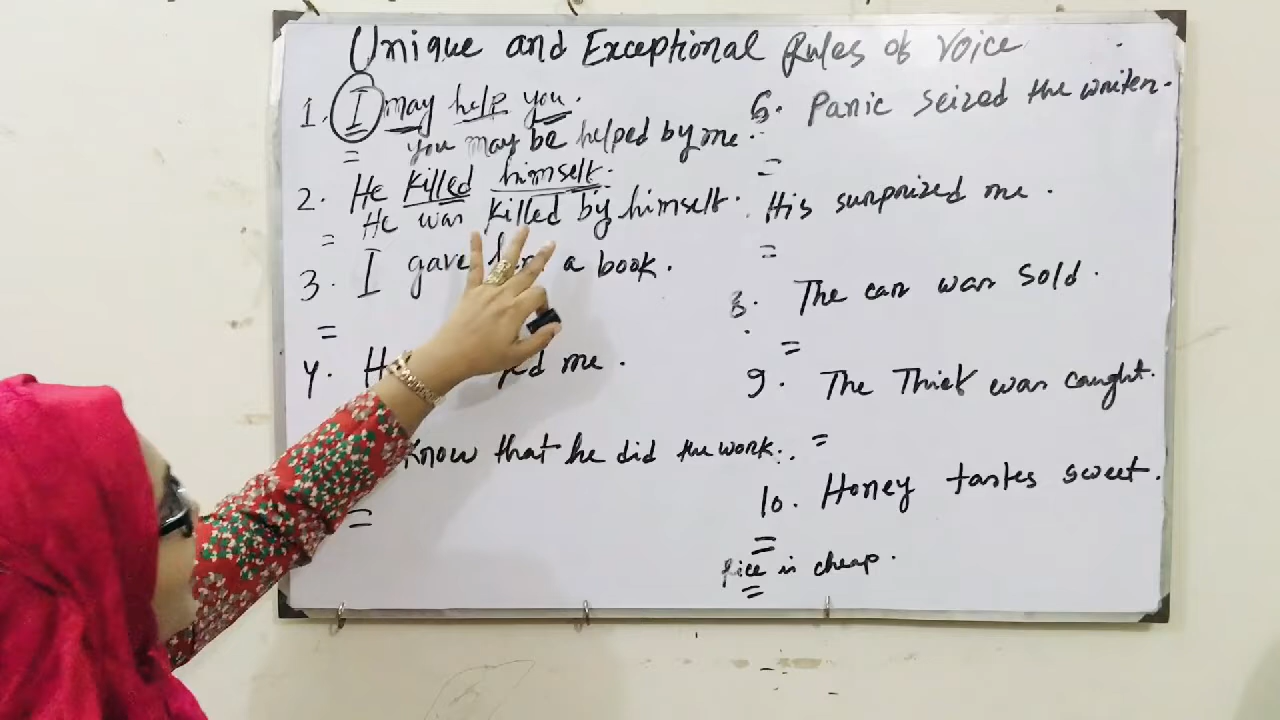 Unique and Exceptional Rules of Voice
1. I may help you.
= you may be helped by me.
2. He killed himself.
= He was killed by himself.
3. I gave a book.
=
4. me.
know that he did the work.
=
6. Panic seized the writer.
=
His surprized me.
=
8. The car was sold.
=
9. The Thief was caught.
=
10. Honey tastes sweet.
=
Rice is cheap.
=